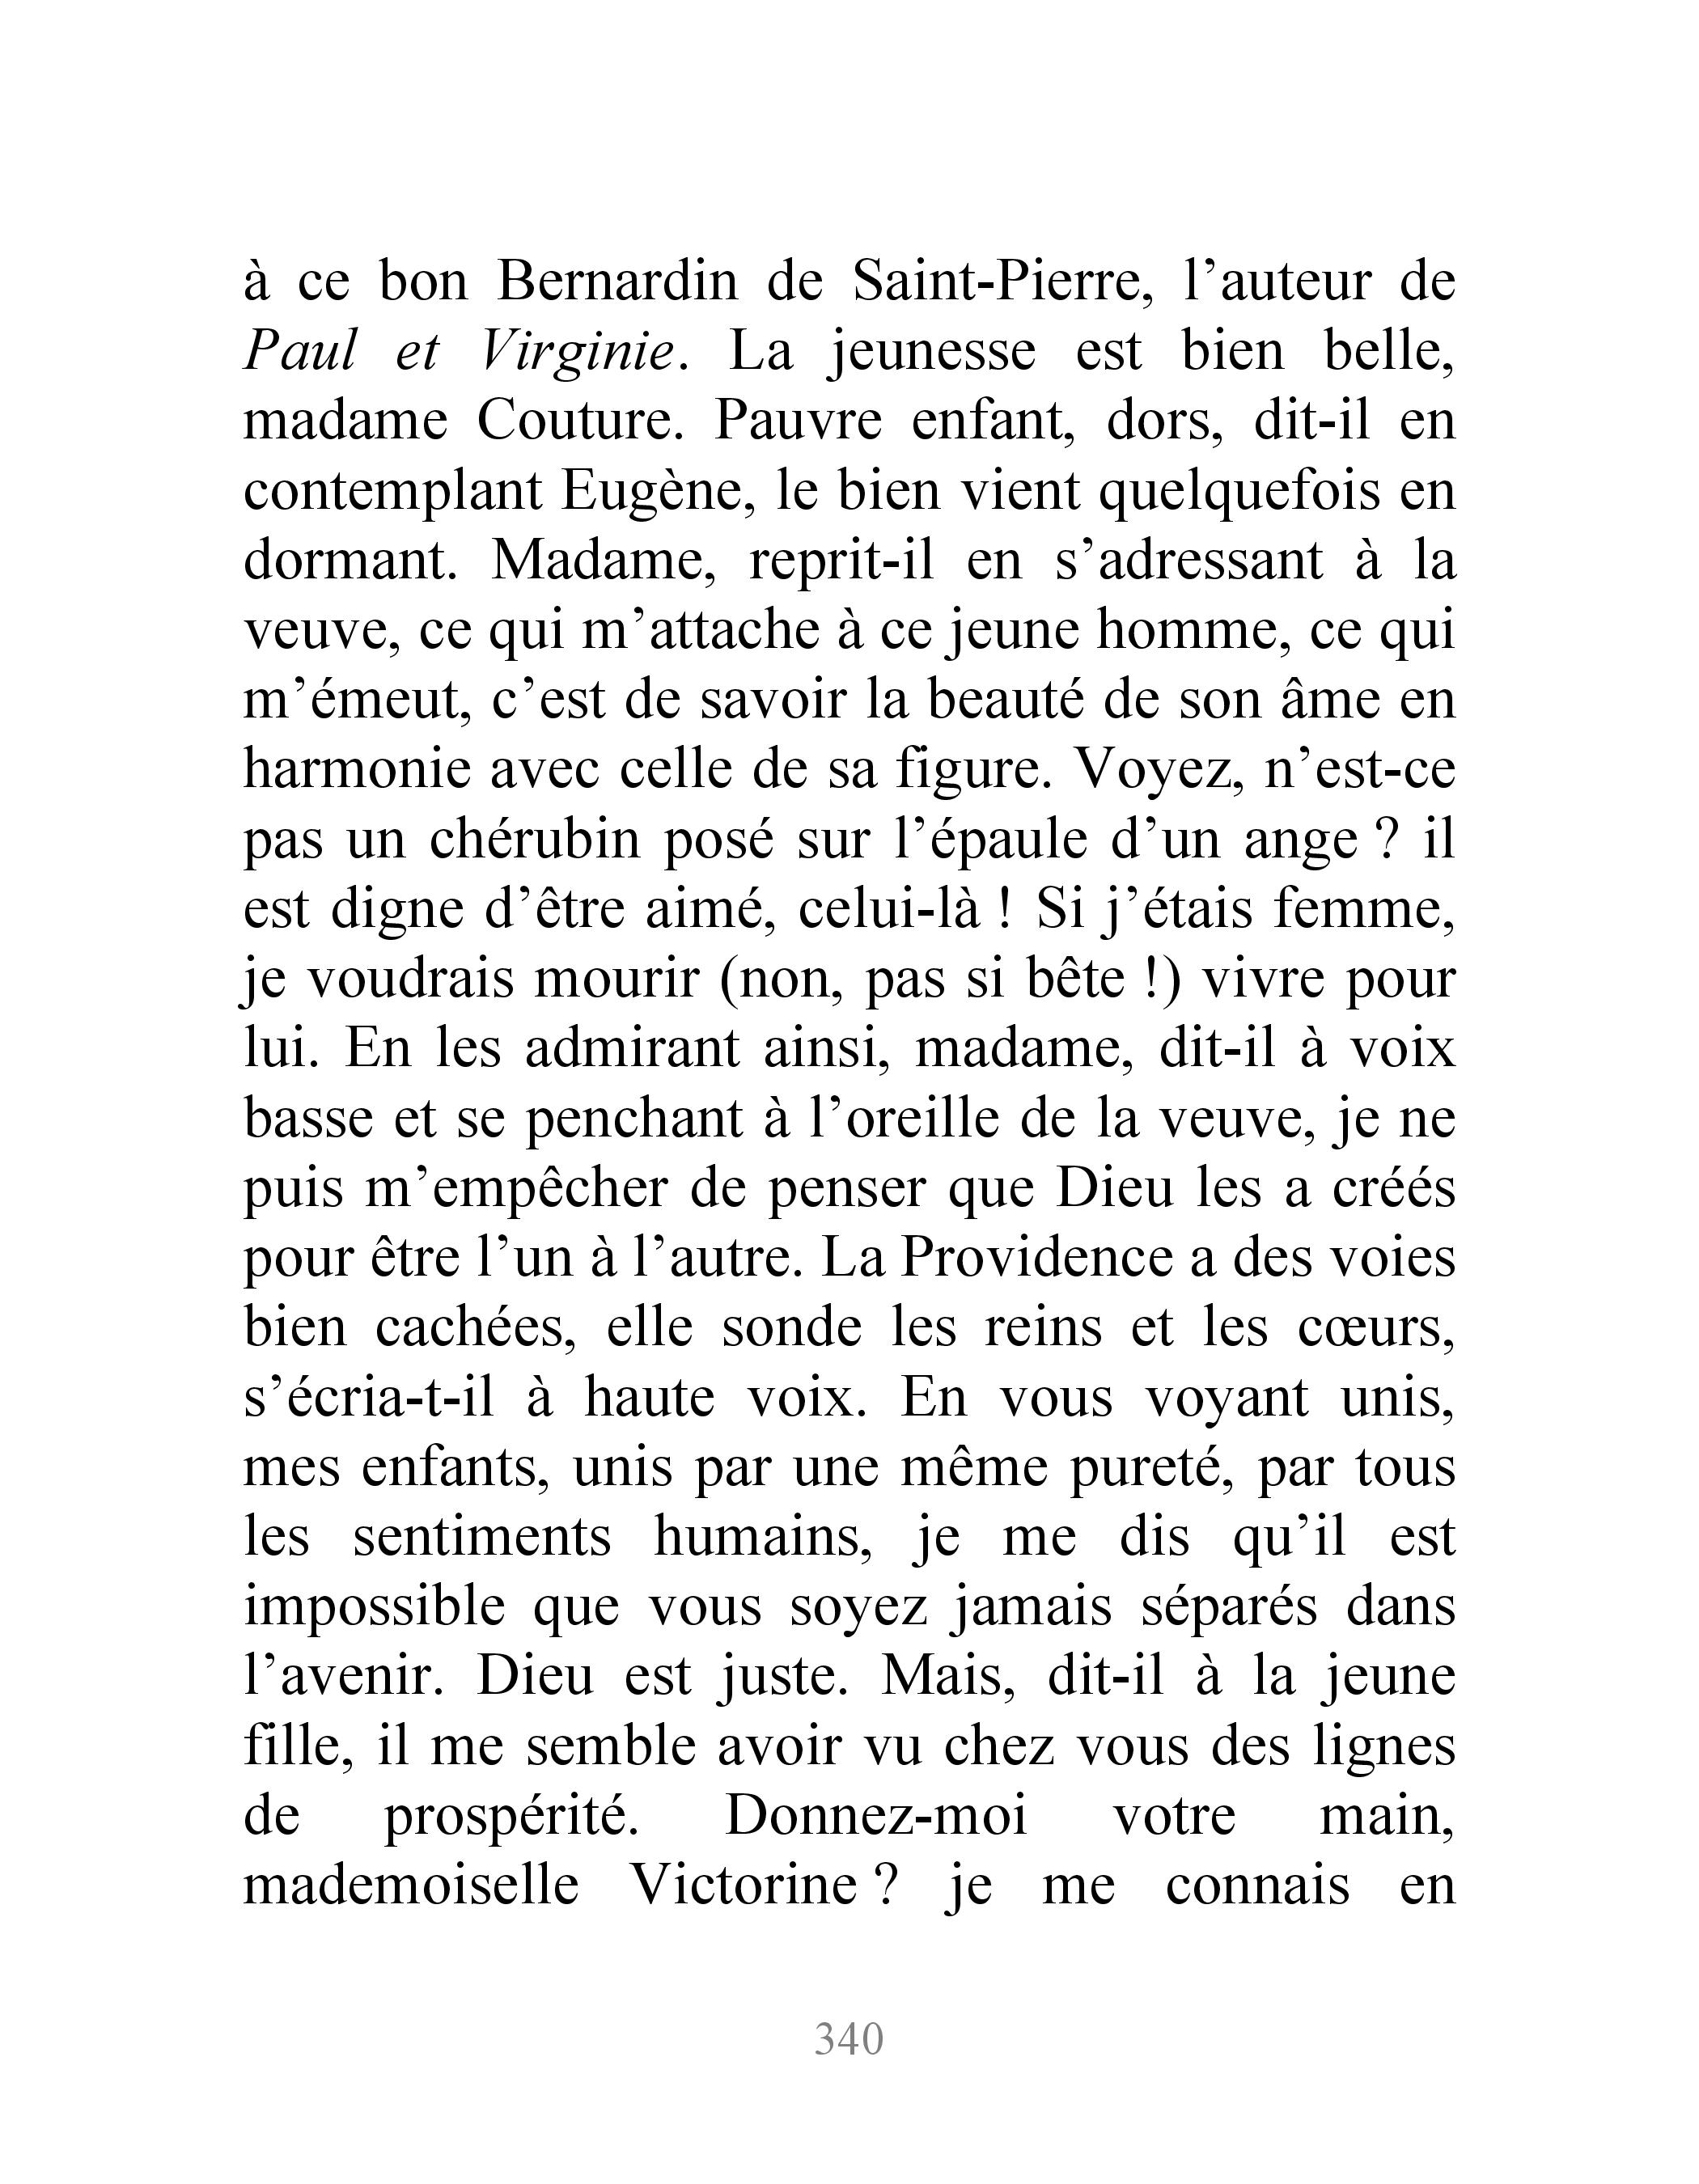 à ce bon Bernardin de Saint-Pierre, l’auteur de
Paul et Virginie. La jeunesse est bien belle,
madame Couture. Pauvre enfant, dors, dit-il en
contemplant Eugène, le bien vient quelquefois en
dormant. Madame, reprit-il en s’adressant à la
veuve, ce qui m’attache à ce jeune homme, ce qui
m’émeut, c’est de savoir la beauté de son âme en
harmonie avec celle de sa figure. Voyez, n’est-ce
pas un chérubin posé sur l’épaule d’un ange ? il
est digne d’être aimé, celui-là ! Si j’étais femme,
je voudrais mourir (non, pas si bête !) vivre pour
lui. En les admirant ainsi, madame, dit-il à voix
basse et se penchant à l’oreille de la veuve, je ne
puis m’empêcher de penser que Dieu les a créés
pour être l’un à l’autre. La Providence a des voies
bien cachées, elle sonde les reins et les cœurs,
s’écria-t-il à haute voix. En vous voyant unis,
mes enfants, unis par une même pureté, par tous
les sentiments humains, je me dis qu’il est
impossible que vous soyez jamais séparés dans
l’avenir. Dieu est juste. Mais, dit-il à la jeune
fille, il me semble avoir vu chez vous des lignes
de prospérité. Donnez-moi votre main,
mademoiselle Victorine ? je me connais en
340